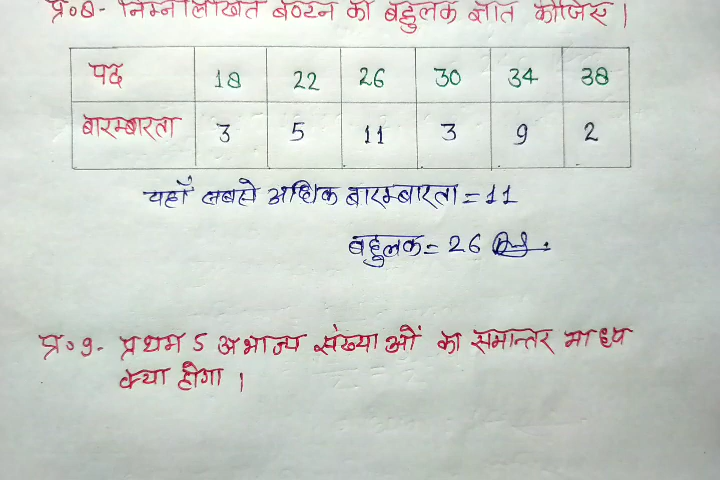 प्र०8- निम्नलिखित बंटन का बहुलक ज्ञात कीजिए।
पद 18 22 26 30 34 38
बारम्बारता 3 5 11 3 9 2
यहाँ सबसे अधिक बारम्बारता = 11
बहुलक = 26
प्र०9- प्रथम 5 अभाज्य संख्याओं का समान्तर माध्य
क्या होगा।